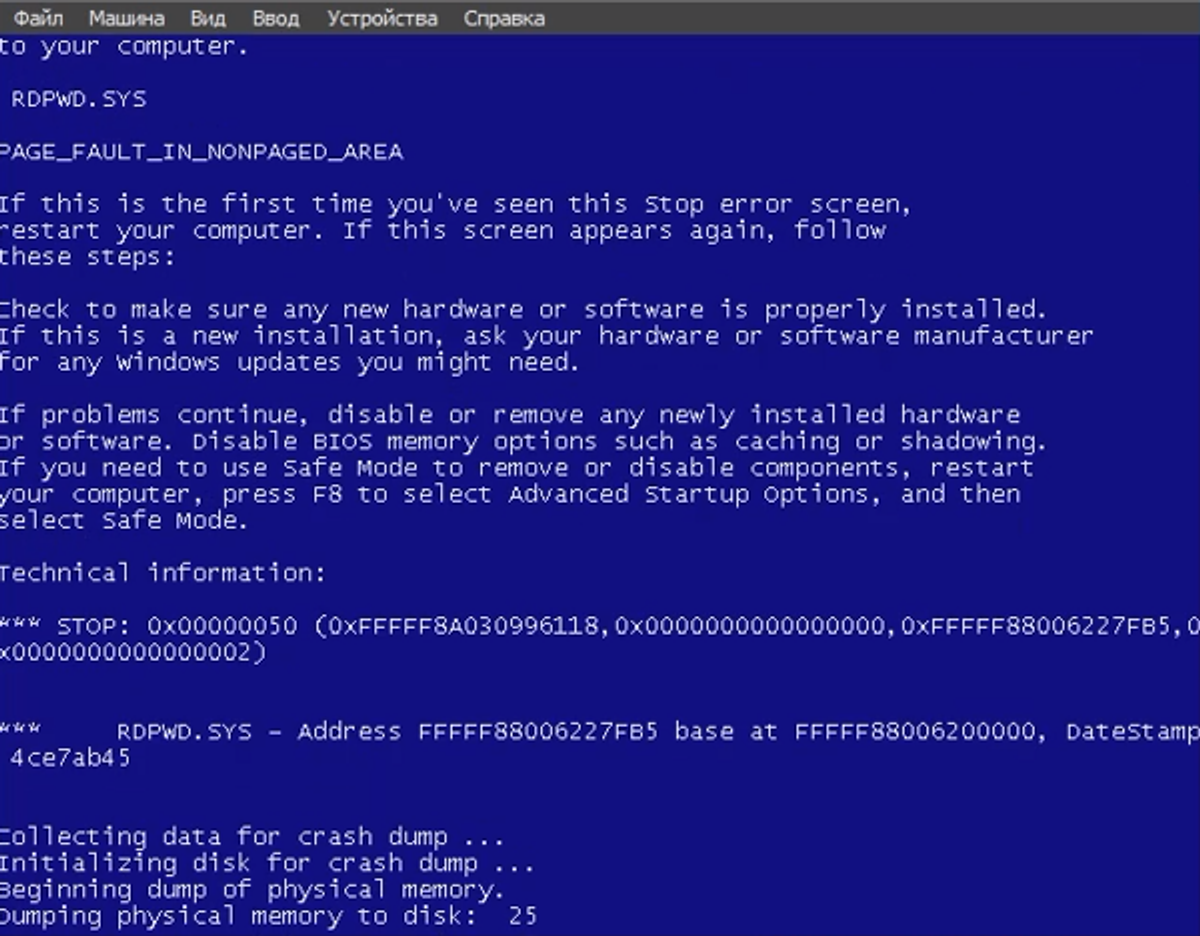 Файл Машина Вид Ввод Устройства Справка
to your computer.
RDPWD.SYS
PAGE_FAULT_IN_NONPAGED_AREA
If this is the first time you've seen this Stop error screen,
restart your computer. If this screen appears again, follow
these steps:
Check to make sure any new hardware or software is properly installed.
If this is a new installation, ask your hardware or software manufacturer
for any Windows updates you might need.
If problems continue, disable or remove any newly installed hardware
or software. Disable BIOS memory options such as caching or shadowing.
If you need to use Safe Mode to remove or disable components, restart
your computer, press F8 to select Advanced Startup Options, and then
select Safe Mode.
Technical information:
*** STOP: 0x00000050 (0xFFFFF8A030996118,0x0000000000000000,0xFFFFF88006227FB5,0
x0000000000000002)
*** RDPWD.SYS - Address FFFFF88006227FB5 base at FFFFF88006200000, DateStamp
4ce7ab45
Collecting data for crash dump ...
Initializing disk for crash dump ...
Beginning dump of physical memory.
Dumping physical memory to disk: 25